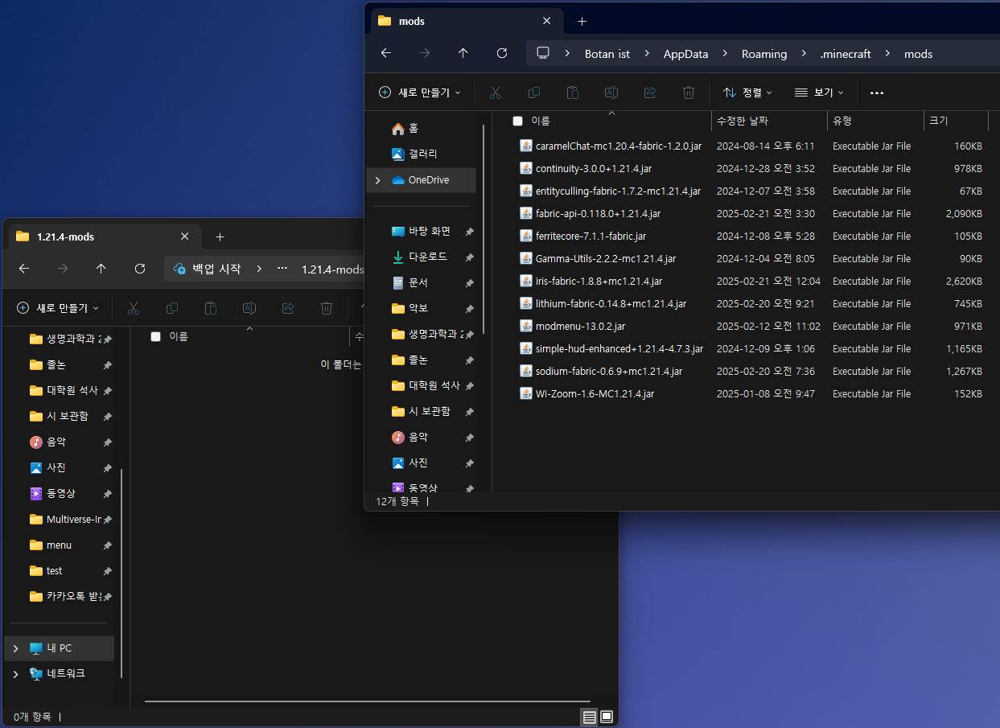 mods
Botan ist > AppData > Roaming > .minecraft > mods
새로 만들기
정렬
보기
이름 수정한 날짜 유형 크기
홈
갤러리
OneDrive
바탕 화면
다운로드
문서
악보
생명과학과 2
졸논
대학원 석사
시 보관함
음악
사진
동영상
caramelChat-mc1.20.4-fabric-1.2.0.jar 2024-08-14 오후 6:11 Executable Jar File 160KB
continuity-3.0.0+1.21.4.jar 2024-12-28 오전 3:52 Executable Jar File 978KB
entityculling-fabric-1.7.2-mc1.21.4.jar 2024-12-07 오전 3:58 Executable Jar File 67KB
fabric-api-0.118.0+1.21.4.jar 2025-02-21 오전 3:30 Executable Jar File 2,090KB
ferritecore-7.1.1-fabric.jar 2024-12-08 오후 5:28 Executable Jar File 105KB
Gamma-Utils-2.2.2-mc1.21.4.jar 2024-12-04 오전 8:05 Executable Jar File 90KB
iris-fabric-1.8.8+mc1.21.4.jar 2025-02-21 오전 12:04 Executable Jar File 2,620KB
lithium-fabric-0.14.8+mc1.21.4.jar 2025-02-20 오전 9:21 Executable Jar File 745KB
modmenu-13.0.2.jar 2025-02-12 오전 11:02 Executable Jar File 971KB
simple-hud-enhanced+1.21.4-4.7.3.jar 2024-12-09 오후 1:06 Executable Jar File 1,165KB
sodium-fabric-0.6.9+mc1.21.4.jar 2025-02-20 오전 7:36 Executable Jar File 1,267KB
WI-Zoom-1.6-MC1.21.4.jar 2025-01-08 오전 9:47 Executable Jar File 152KB
12개 항목
1.21.4-mods
백업 시작 > ··· 1.21.4-mods
새로 만들기
이름 수
이 폴더는
생명과학과 2
졸논
대학원 석사
시 보관함
음악
사진
동영상
Multiverse-In
menu
test
카카오톡 받은
내 PC
네트워크
0개 항목